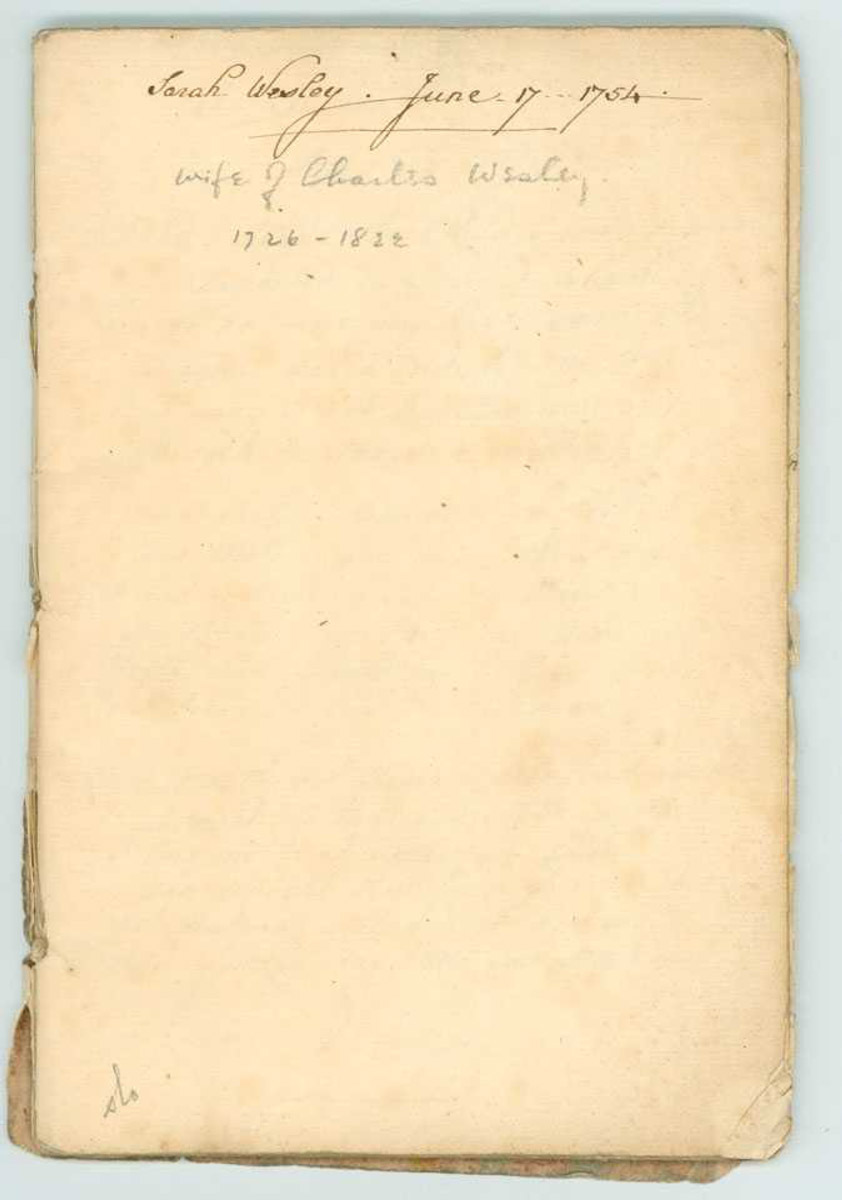 Sarah Wesley. June 17 - 1754.
wife of Charles Wesley.
1726 - 1822